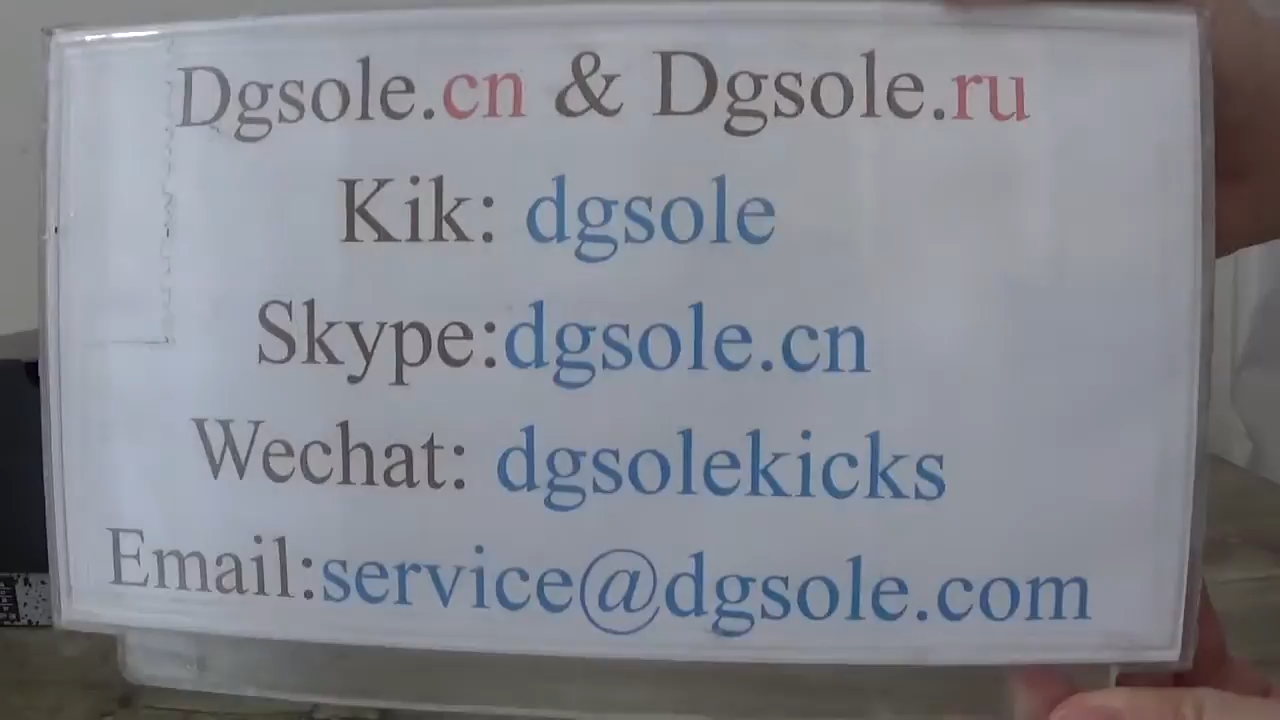 Dgsole.cn & Dgsole.ru
Kik: dgsole
Skype:dgsole.cn
Wechat: dgsolekicks
Email:service@dgsole.com